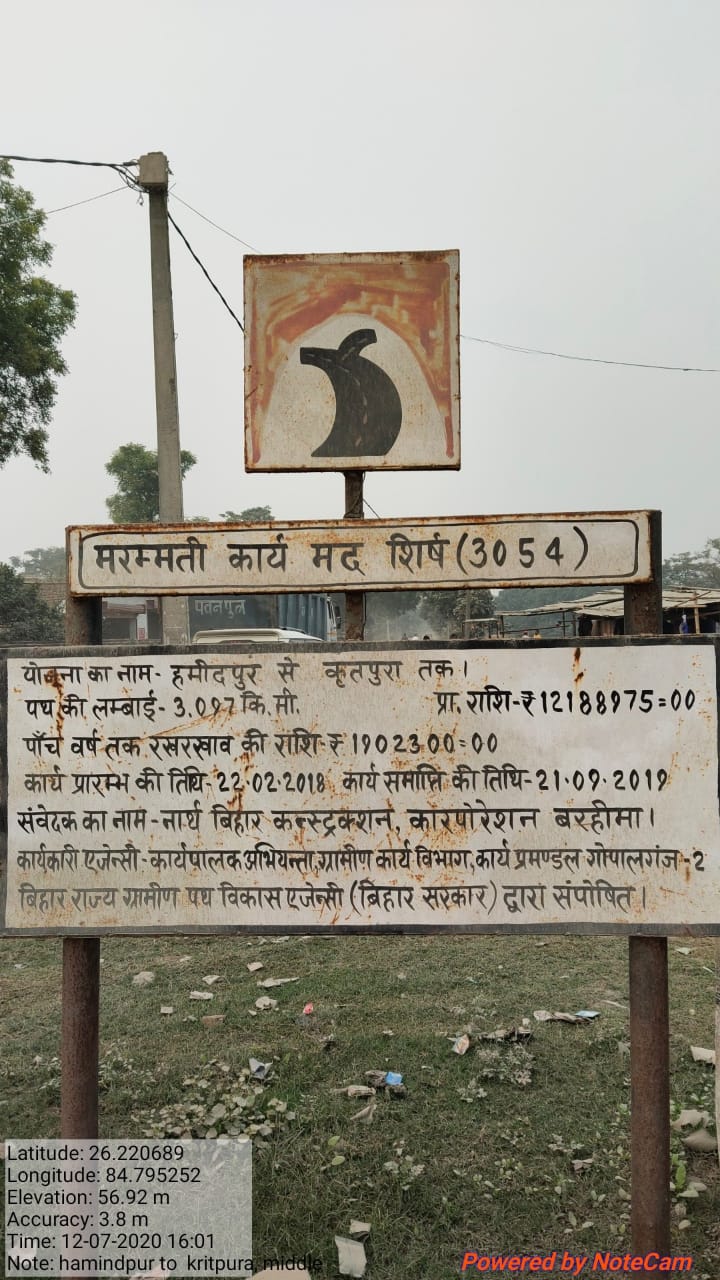 मरम्मती कार्य मद शिर्ष (3054)
पवनपुत्र
योजना का नाम- हमीदपुर से कृतपुरा तक।
पथ की लम्बाई- 3.097 कि.मी. प्रा. राशि-₹12188975=00
पाँच वर्ष तक रखरखाव की राशि-₹ 1902300=00
कार्य प्रारम्भ की तिथि-22.02.2018 कार्य समाप्ति की तिथि-21.09.2019
संवेदक का नाम-नार्थ बिहार कन्स्ट्रक्शन, कारपोरेशन बरहीमा।
कार्यकारी एजेन्सी-कार्यपालक अभियन्ता, ग्रामीण कार्य विभाग, कार्य प्रमण्डल गोपालगंज-2
बिहार राज्य ग्रामीण पथ विकास एजेन्सी (बिहार सरकार) द्वारा संपोषित।
Latitude: 26.220689
Longitude: 84.795252
Elevation: 56.92 m
Accuracy: 3.8 m
Time: 12-07-2020 16:01
Note: hamindpur to kritpura, middle
Powered by NoteCam